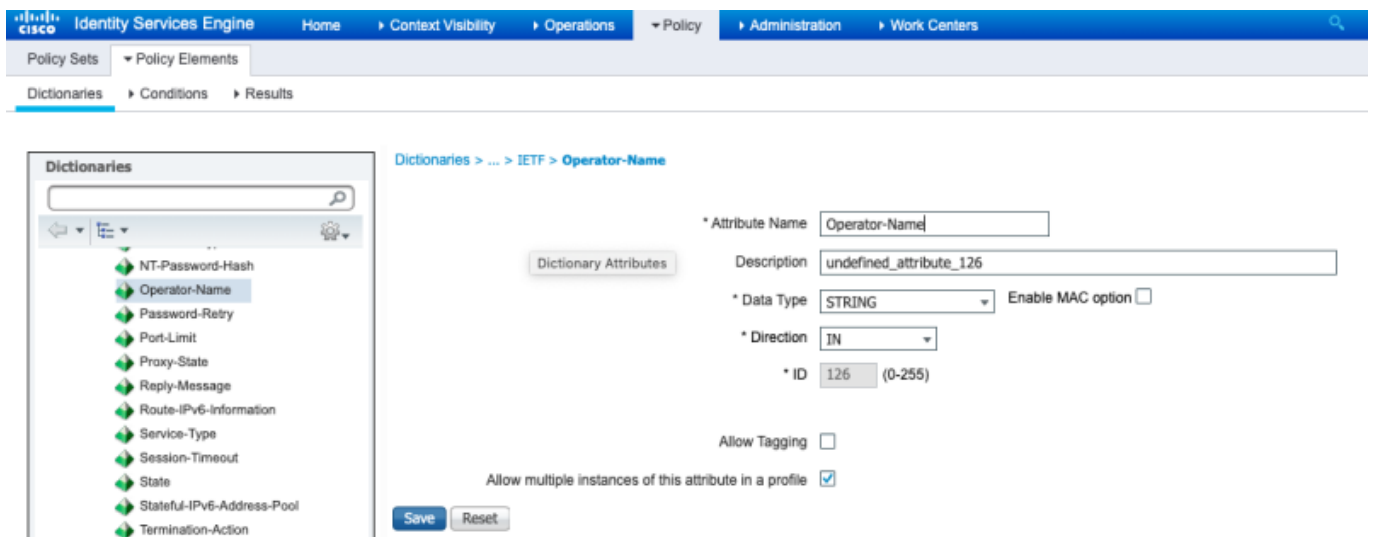 cisco Identity Services Engine Home Context Visibility Operations Policy Administration Work Centers
Policy Sets Policy Elements
Dictionaries Conditions Results
Dictionaries
Dictionaries > ... > IETF > Operator-Name
* Attribute Name Operator-Name
NT-Password-Hash
Dictionary Attributes
Description undefined_attribute_126
Operator-Name
* Data Type STRING Enable MAC option
Password-Retry
Port-Limit
* Direction IN
Proxy-State
* ID 126 (0-255)
Reply-Message
Route-IPv6-Information
Service-Type
Allow Tagging
Session-Timeout
State
Allow multiple instances of this attribute in a profile
Stateful-IPv6-Address-Pool
Save Reset
Termination-Action